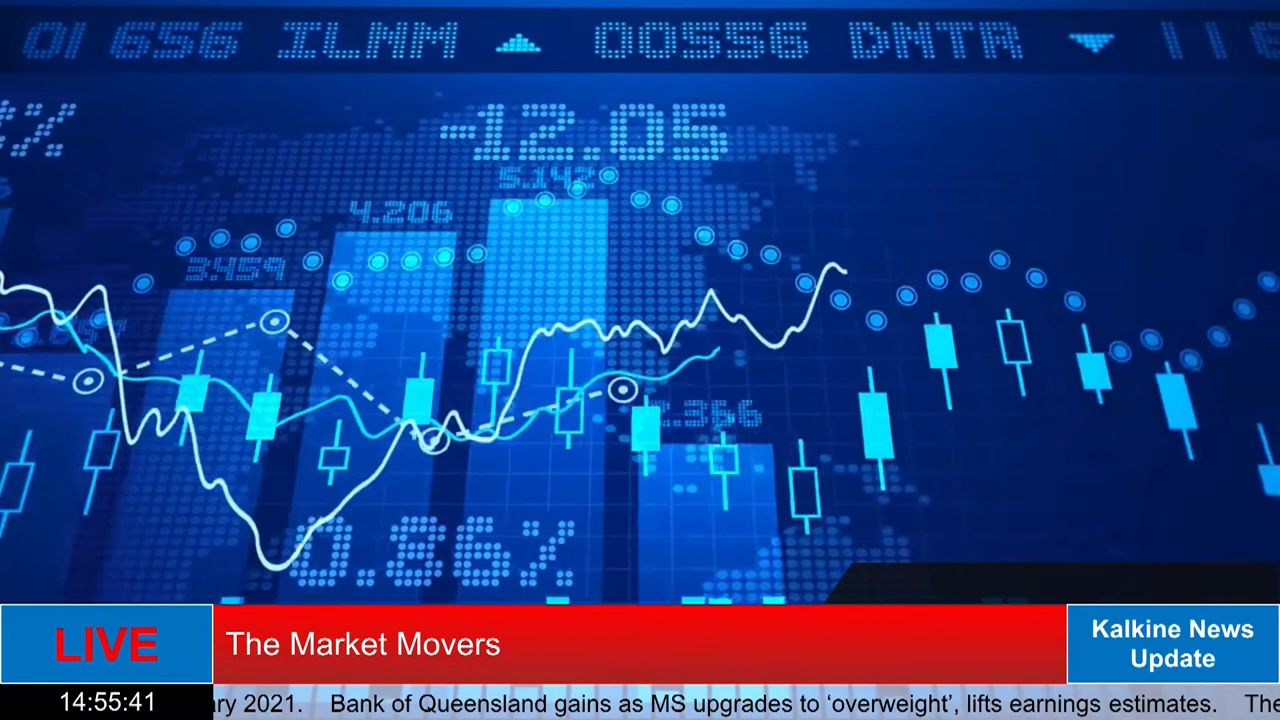 01 656 ILMM ▲ 00556 DMTR ▼ 116
%
-12.05
5.142
4.206
3.459
2.356
0.86%
LIVE
The Market Movers
Kalkine News
Update
14:55:41
ry 2021. Bank of Queensland gains as MS upgrades to ‘overweight’, lifts earnings estimates. The